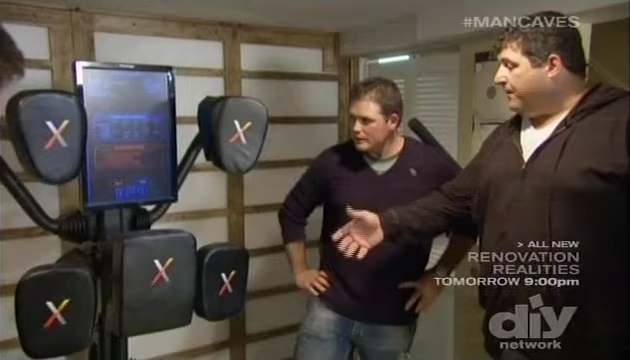 #MANCAVES
X
X
X
X
X
> ALL NEW
RENOVATION
REALITIES
TOMORROW 9:00pm
diy
network